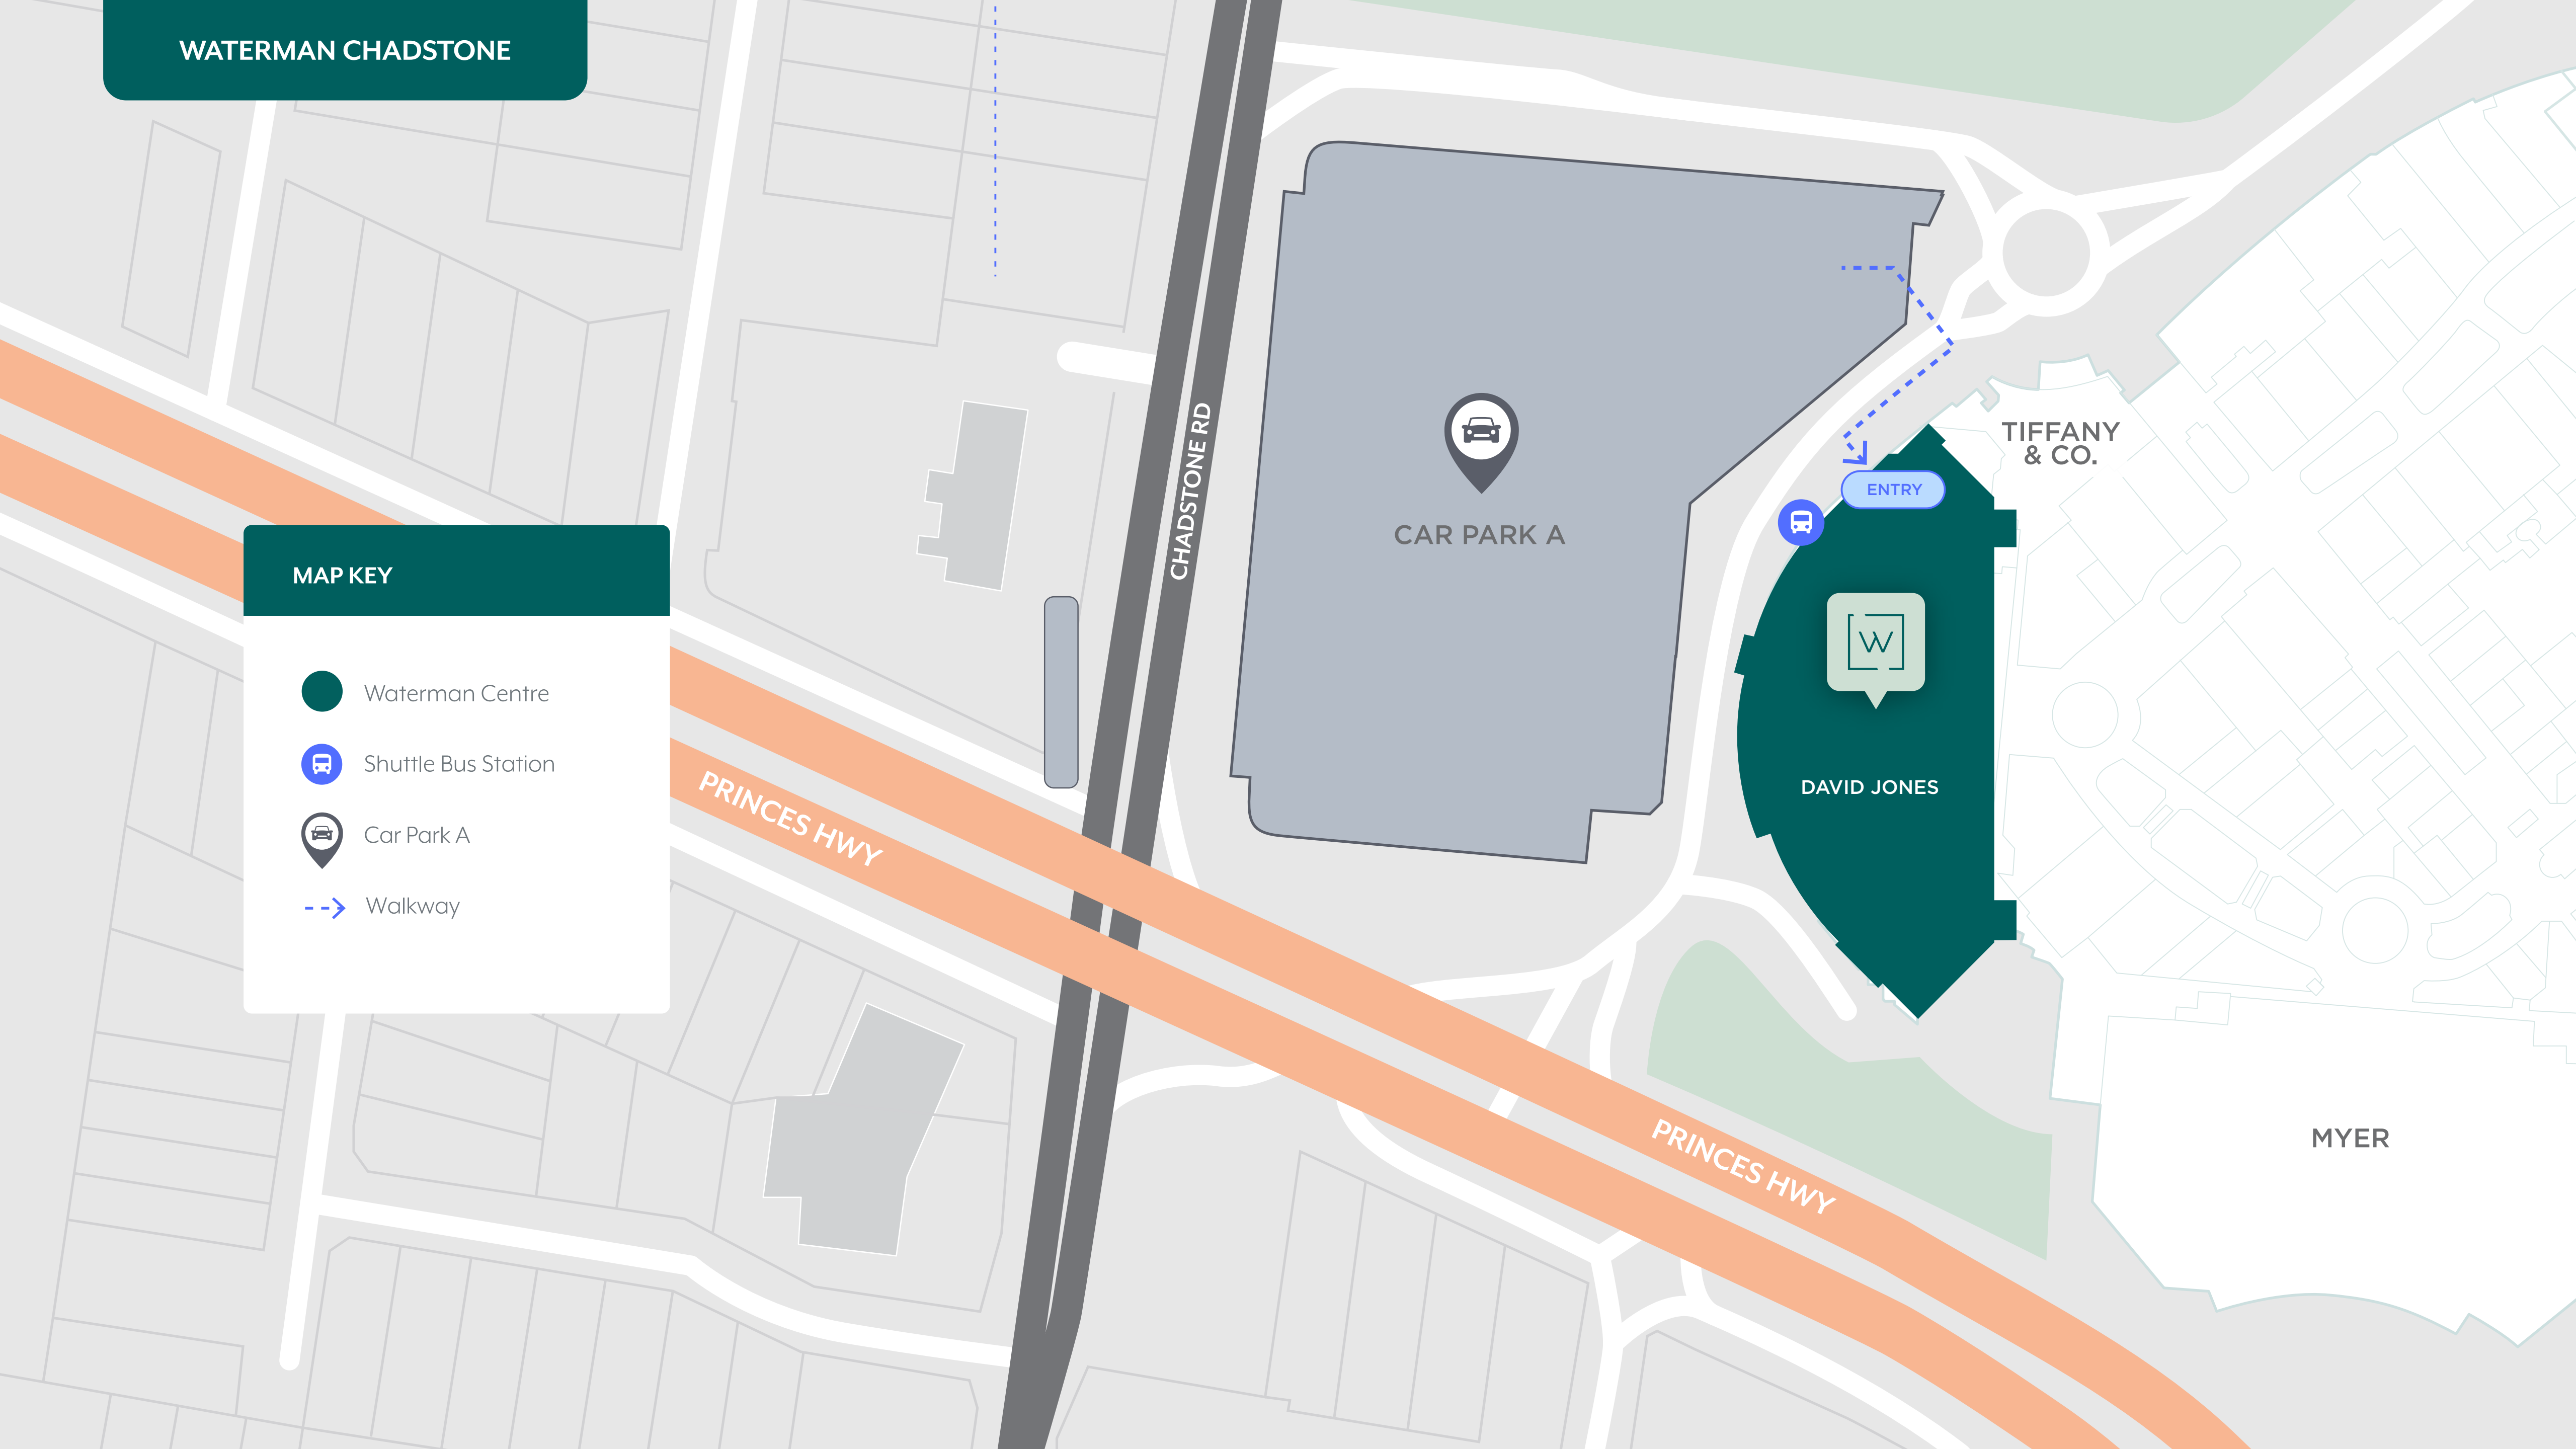 WATERMAN CHADSTONE
TIFFANY
& CO.
ENTRY
CAR PARK A
CHADSTONE RD
MAP KEY
W
Waterman Centre
Shuttle Bus Station
Car Park A
Walkway
DAVID JONES
PRINCES HWY
PRINCES HWY
MYER